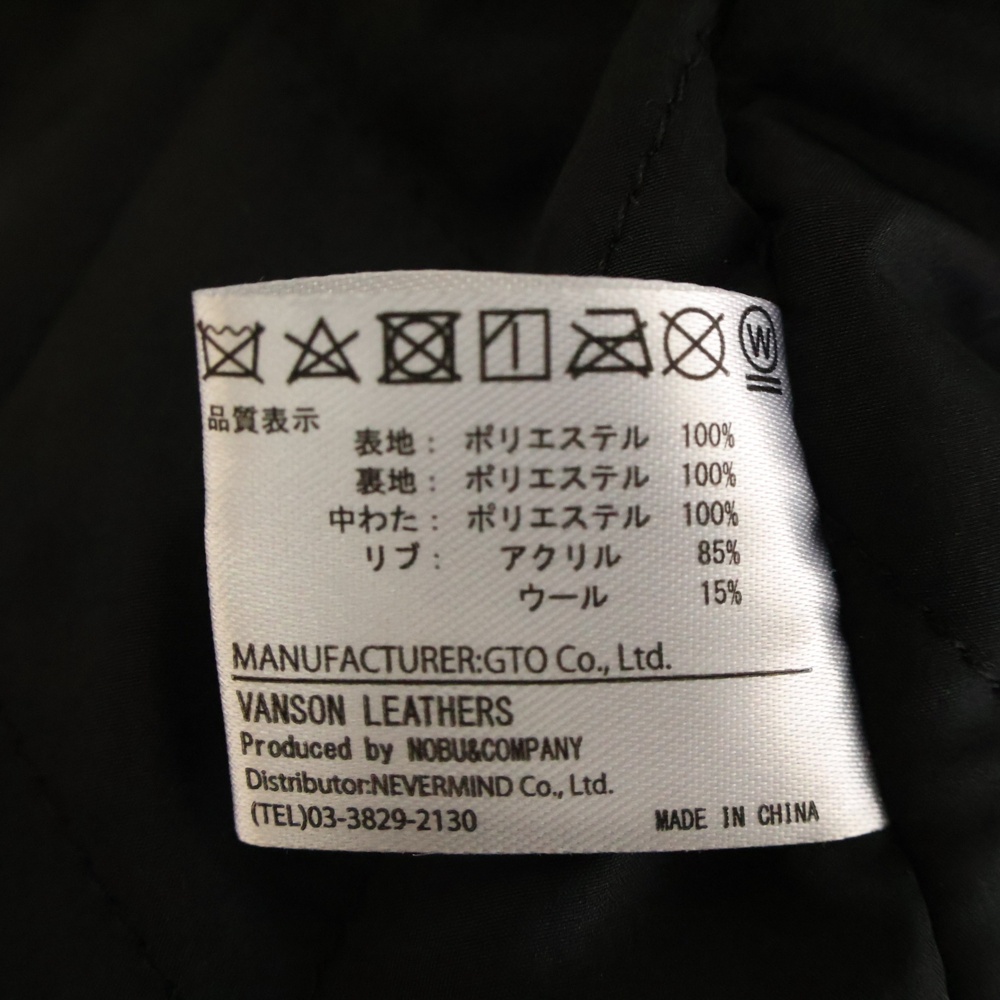 W
品質表示
表地： ポリエステル 100%
裏地： ポリエステル 100%
中わた： ポリエステル 100%
リブ： アクリル 85%
ウール 15%
MANUFACTURER:GTO Co., Ltd.
VANSON LEATHERS
Produced by NOBU&COMPANY
Distributor:NEVERMIND Co., Ltd.
(TEL)03-3829-2130 MADE IN CHINA